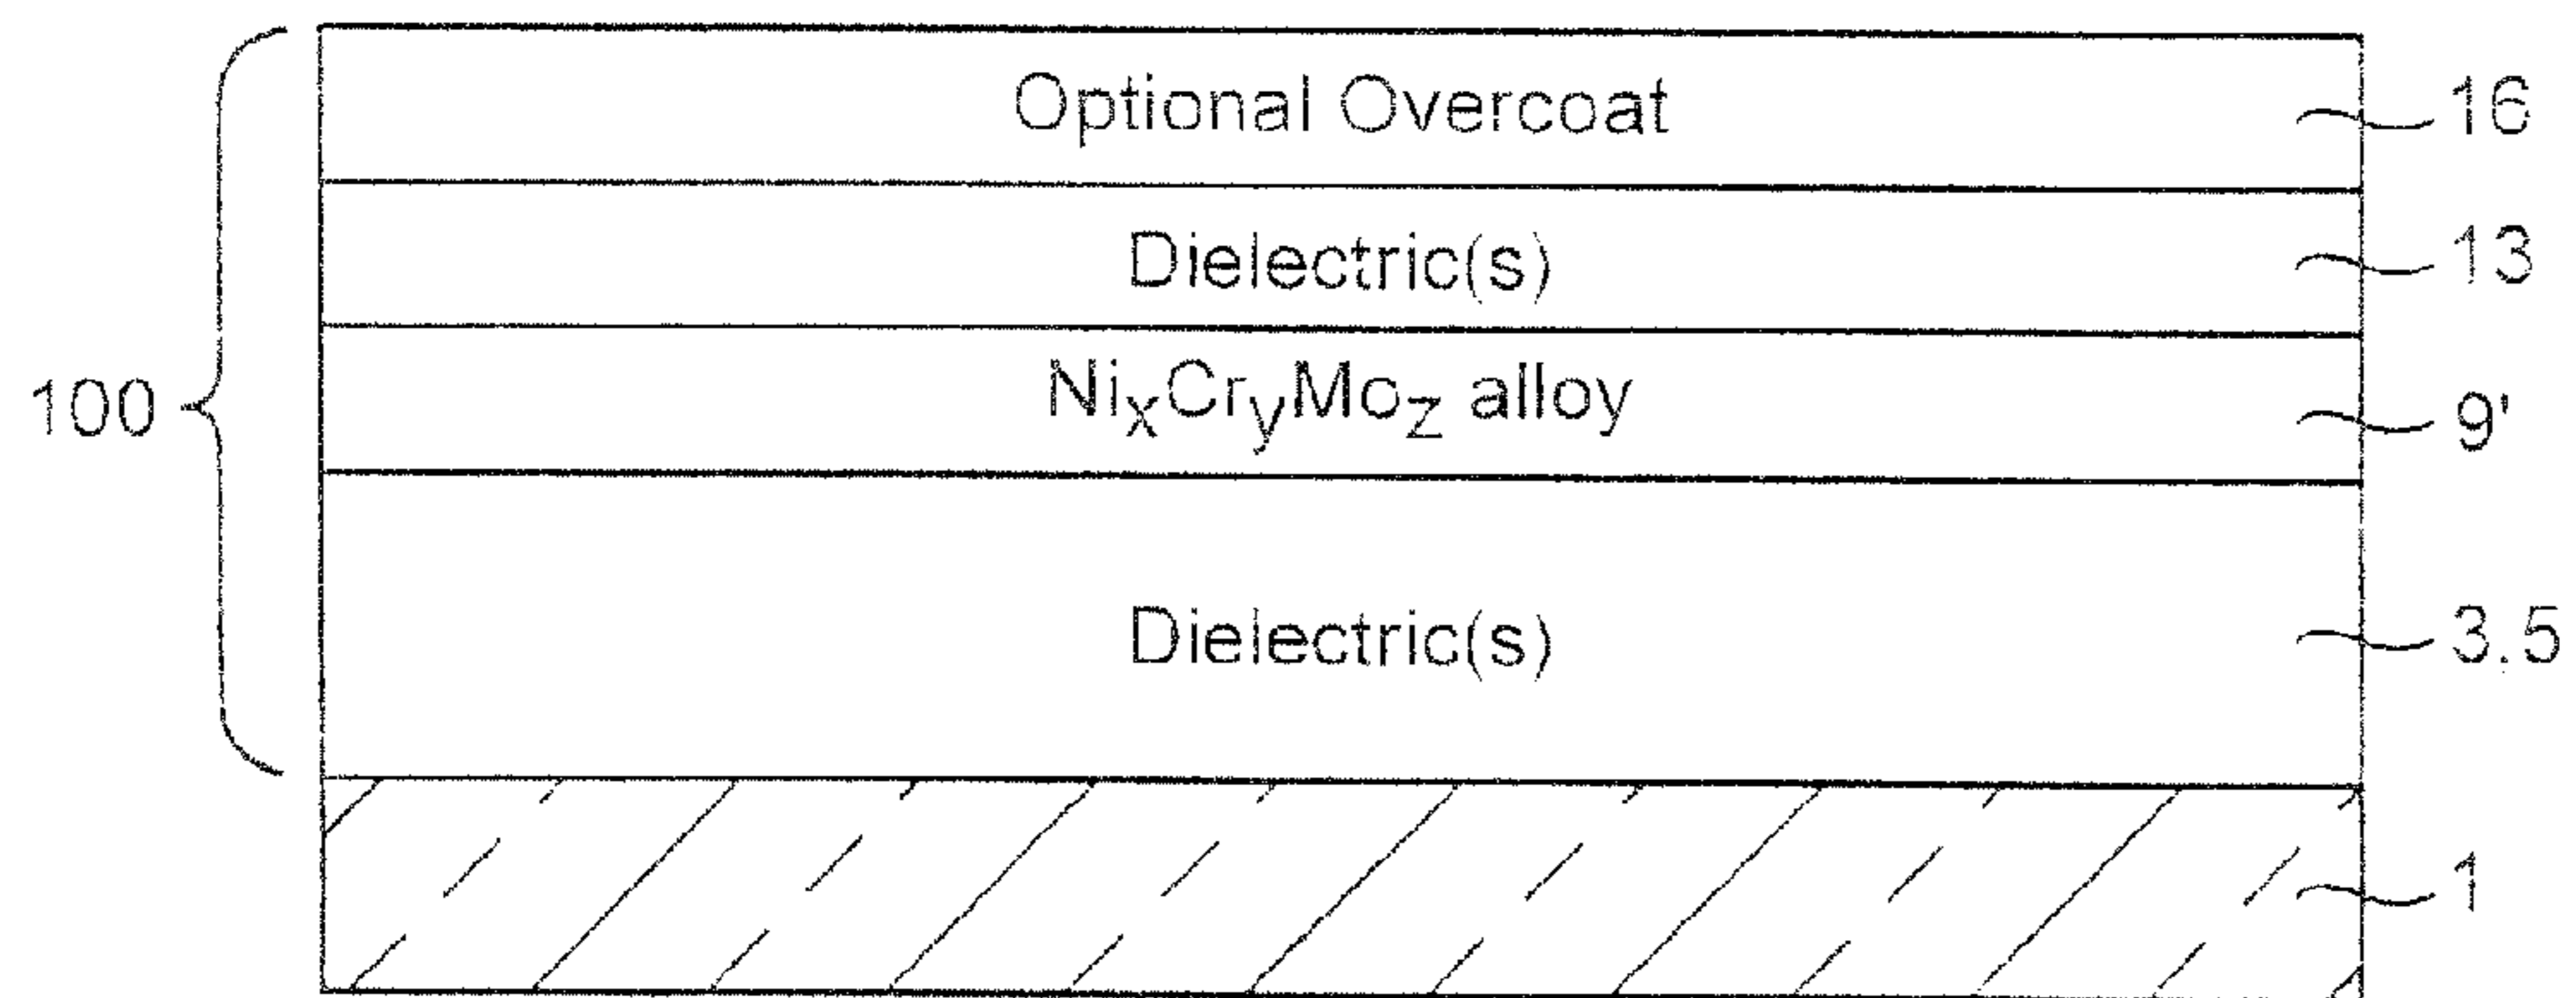 Optional Overcoat 16
Dielectric(s) 13
100
NixCryMoz alloy 9'
Dielectric(s) 3.5
1